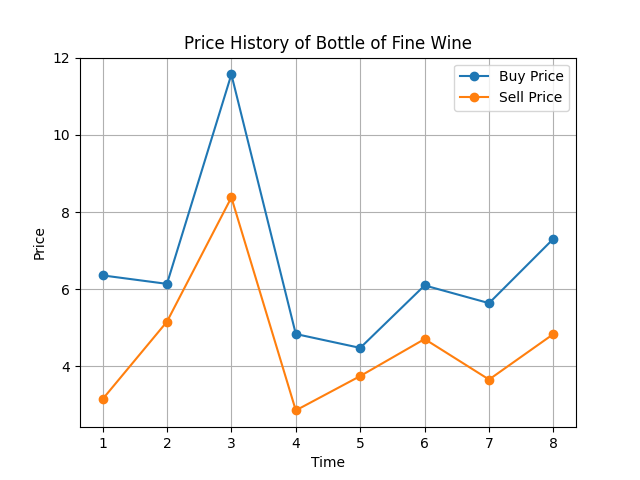 Price History of Bottle of Fine Wine
Buy Price
Sell Price
12
10
8
6
4
Price
1 2 3 4 5 6 7 8
Time